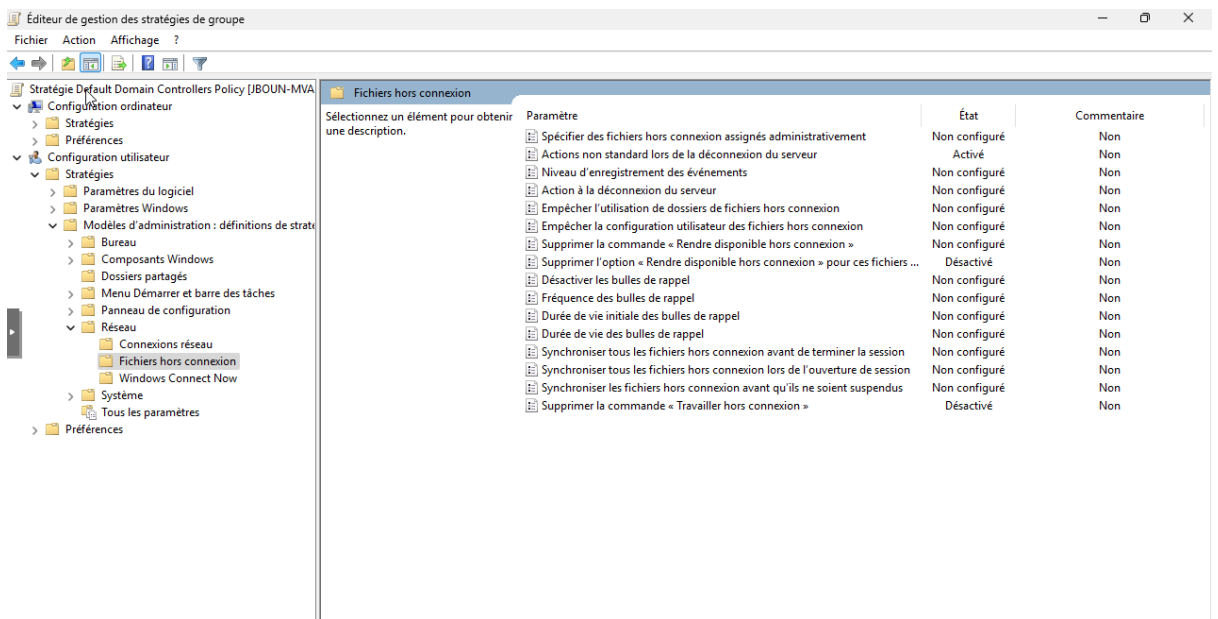 Éditeur de gestion des stratégies de groupe
Fichier Action Affichage ?
Stratégie Default Domain Controllers Policy [JBOUN-MVA
Configuration ordinateur
Stratégies
Préférences
Configuration utilisateur
Stratégies
Paramètres du logiciel
Paramètres Windows
Modèles d'administration : définitions de straté
Bureau
Composants Windows
Dossiers partagés
Menu Démarrer et barre des tâches
Panneau de configuration
Réseau
Connexions réseau
Fichiers hors connexion
Windows Connect Now
Système
Tous les paramètres
Préférences
Fichiers hors connexion
Sélectionnez un élément pour obtenir
une description.
Paramètre État Commentaire
Spécifier des fichiers hors connexion assignés administrativement Non configuré Non
Actions non standard lors de la déconnexion du serveur Activé Non
Niveau d'enregistrement des événements Non configuré Non
Action à la déconnexion du serveur Non configuré Non
Empêcher l'utilisation de dossiers de fichiers hors connexion Non configuré Non
Empêcher la configuration utilisateur des fichiers hors connexion Non configuré Non
Supprimer la commande « Rendre disponible hors connexion » Non configuré Non
Supprimer l'option « Rendre disponible hors connexion » pour ces fichiers ... Désactivé Non
Désactiver les bulles de rappel Non configuré Non
Fréquence des bulles de rappel Non configuré Non
Durée de vie initiale des bulles de rappel Non configuré Non
Durée de vie des bulles de rappel Non configuré Non
Synchroniser tous les fichiers hors connexion avant de terminer la session Non configuré Non
Synchroniser tous les fichiers hors connexion lors de l'ouverture de session Non configuré Non
Synchroniser les fichiers hors connexion avant qu'ils ne soient suspendus Non configuré Non
Supprimer la commande « Travailler hors connexion » Désactivé Non